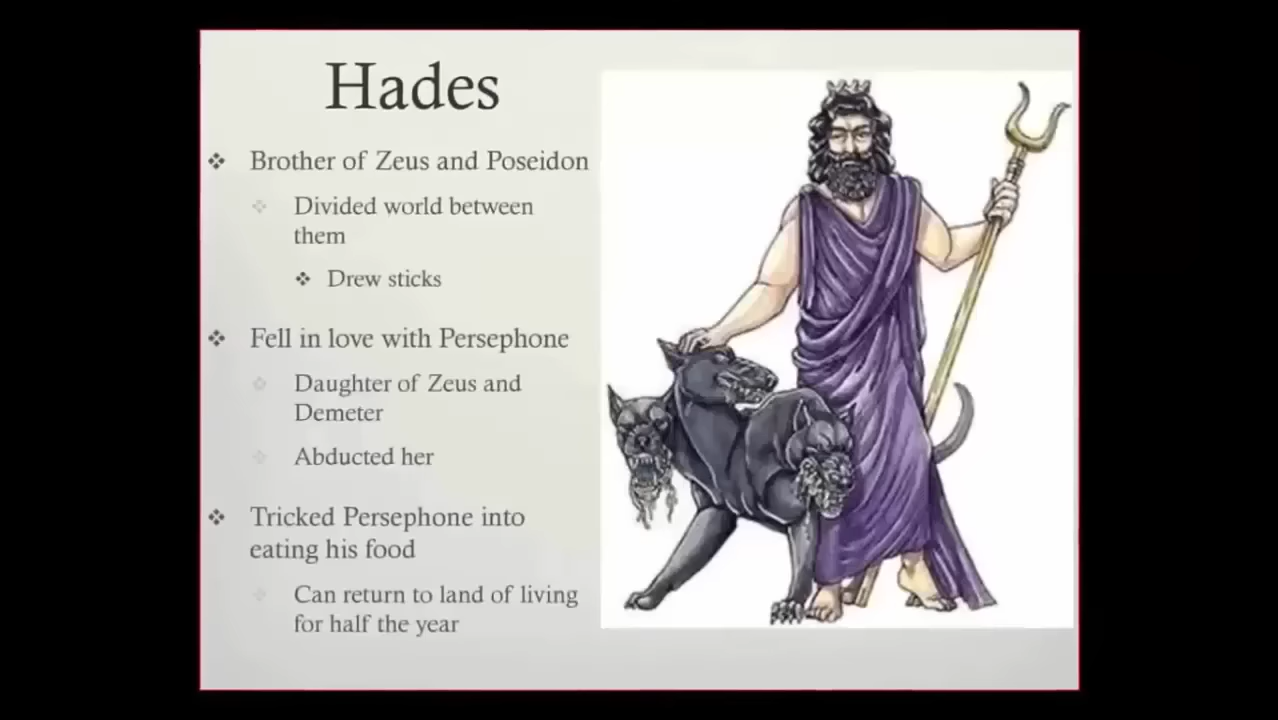 Hades
Brother of Zeus and Poseidon
Divided world between
them
Drew sticks
Fell in love with Persephone
Daughter of Zeus and
Demeter
Abducted her
Tricked Persephone into
eating his food
Can return to land of living
for half the year